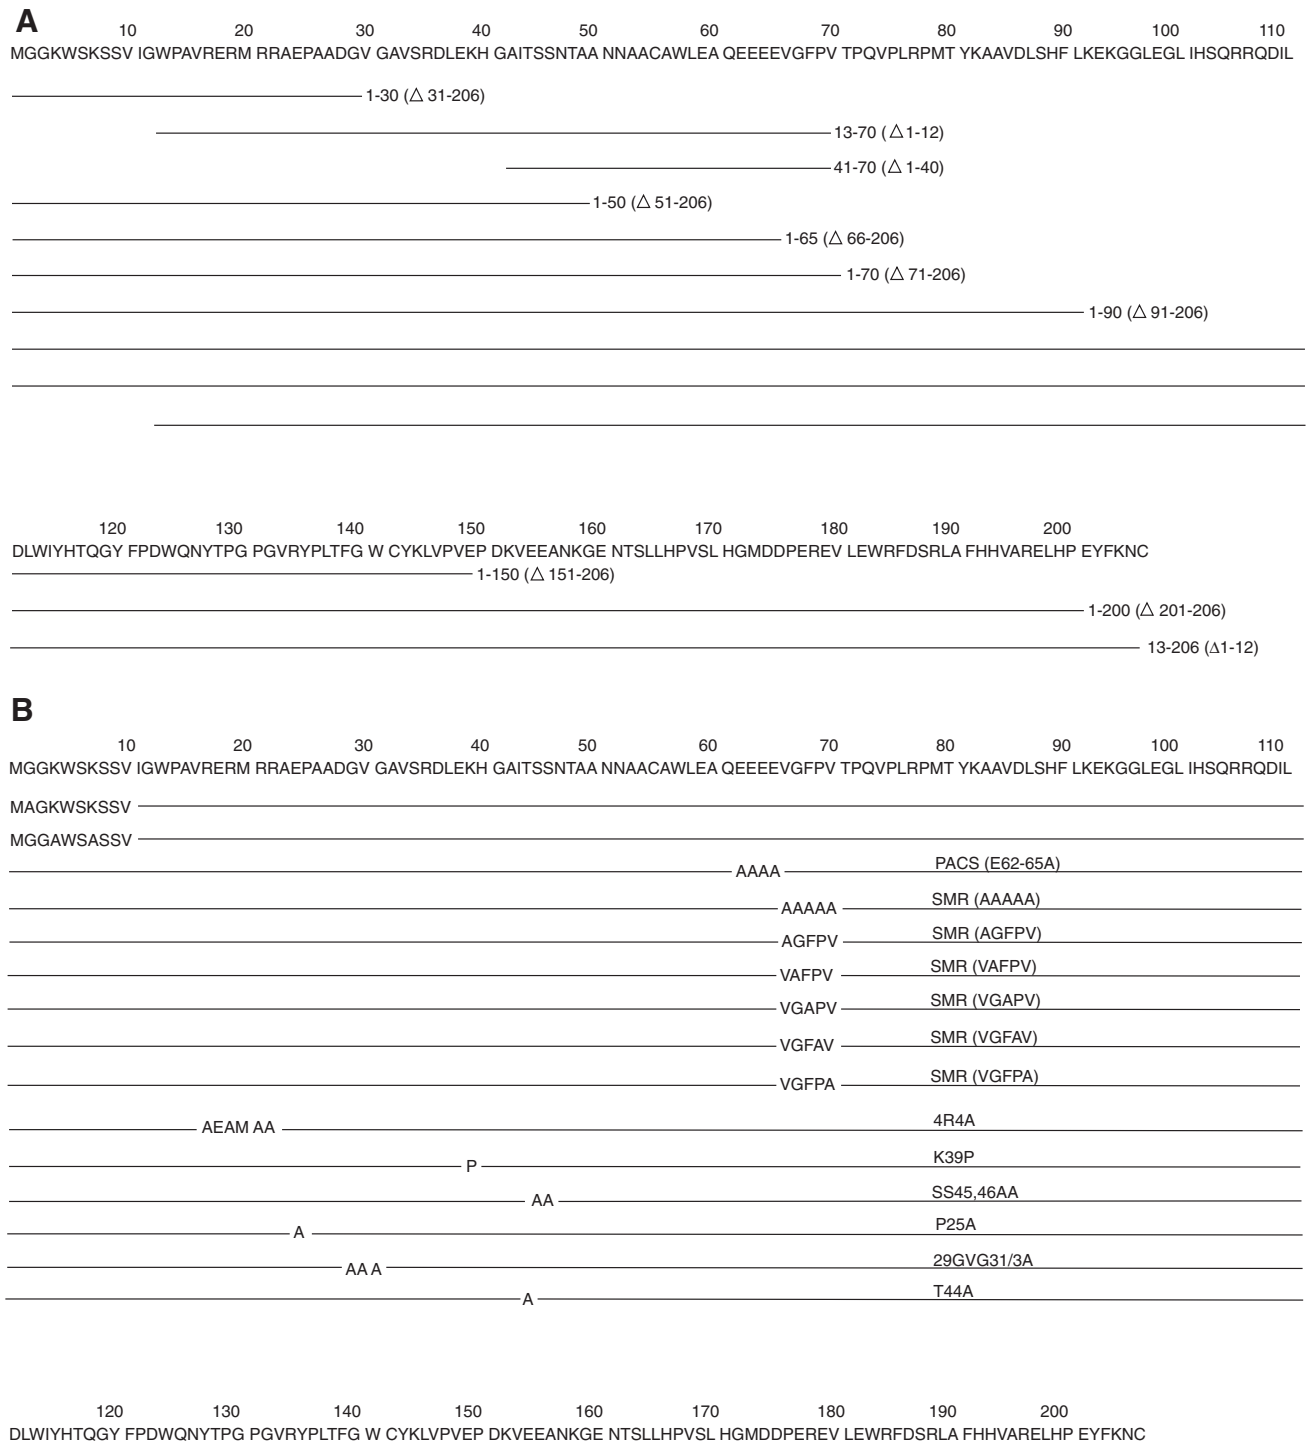 A
10 20 30 40 50 60 70 80 90 100 110
MGGKWSKSSV IGWPAVRERM RRAEPAADGV GAVSRDLEKH GAITSSNTAA NNAACAWLEA QEEEEVGFPV TPQVPLRPMT YKAAVDLSHF LKEKGGLEGL IHSQRRQDIL
1-30 (△ 31-206)
13-70 (△1-12)
41-70 (△ 1-40)
1-50 (△ 51-206)
1-65 (△ 66-206)
1-70 (△ 71-206)
1-90 (△ 91-206)
120 130 140 150 160 170 180 190 200
DLWIYHTQGY FPDWQNYTPG PGVRYPLTFG W CYKLVPVEP DKVEEANKGE NTSLLHPVSL HGMDDPEREV LEWRFDSRLA FHHVARELHP EYFKNC
1-150 (△ 151-206)
1-200 (△ 201-206)
13-206 (Δ1-12)
B
10 20 30 40 50 60 70 80 90 100 110
MGGKWSKSSV IGWPAVRERM RRAEPAADGV GAVSRDLEKH GAITSSNTAA NNAACAWLEA QEEEEVGFPV TPQVPLRPMT YKAAVDLSHF LKEKGGLEGL IHSQRRQDIL
MAGKWSKSSV
MGGAWSASSV
AAAA PACS (E62-65A)
AAAAA SMR (AAAAA)
AGFPV SMR (AGFPV)
VAFPV SMR (VAFPV)
VGAPV SMR (VGAPV)
VGFAV SMR (VGFAV)
VGFPA SMR (VGFPA)
AEAM AA 4R4A
P K39P
AA SS45,46AA
A P25A
AA A 29GVG31/3A
A T44A
120 130 140 150 160 170 180 190 200
DLWIYHTQGY FPDWQNYTPG PGVRYPLTFG W CYKLVPVEP DKVEEANKGE NTSLLHPVSL HGMDDPEREV LEWRFDSRLA FHHVARELHP EYFKNC